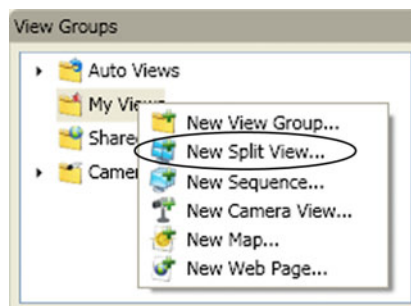 View Groups
Auto Views
My Views
New View Group...
Share
New Split View...
Came
New Sequence...
New Camera View...
New Map...
New Web Page...